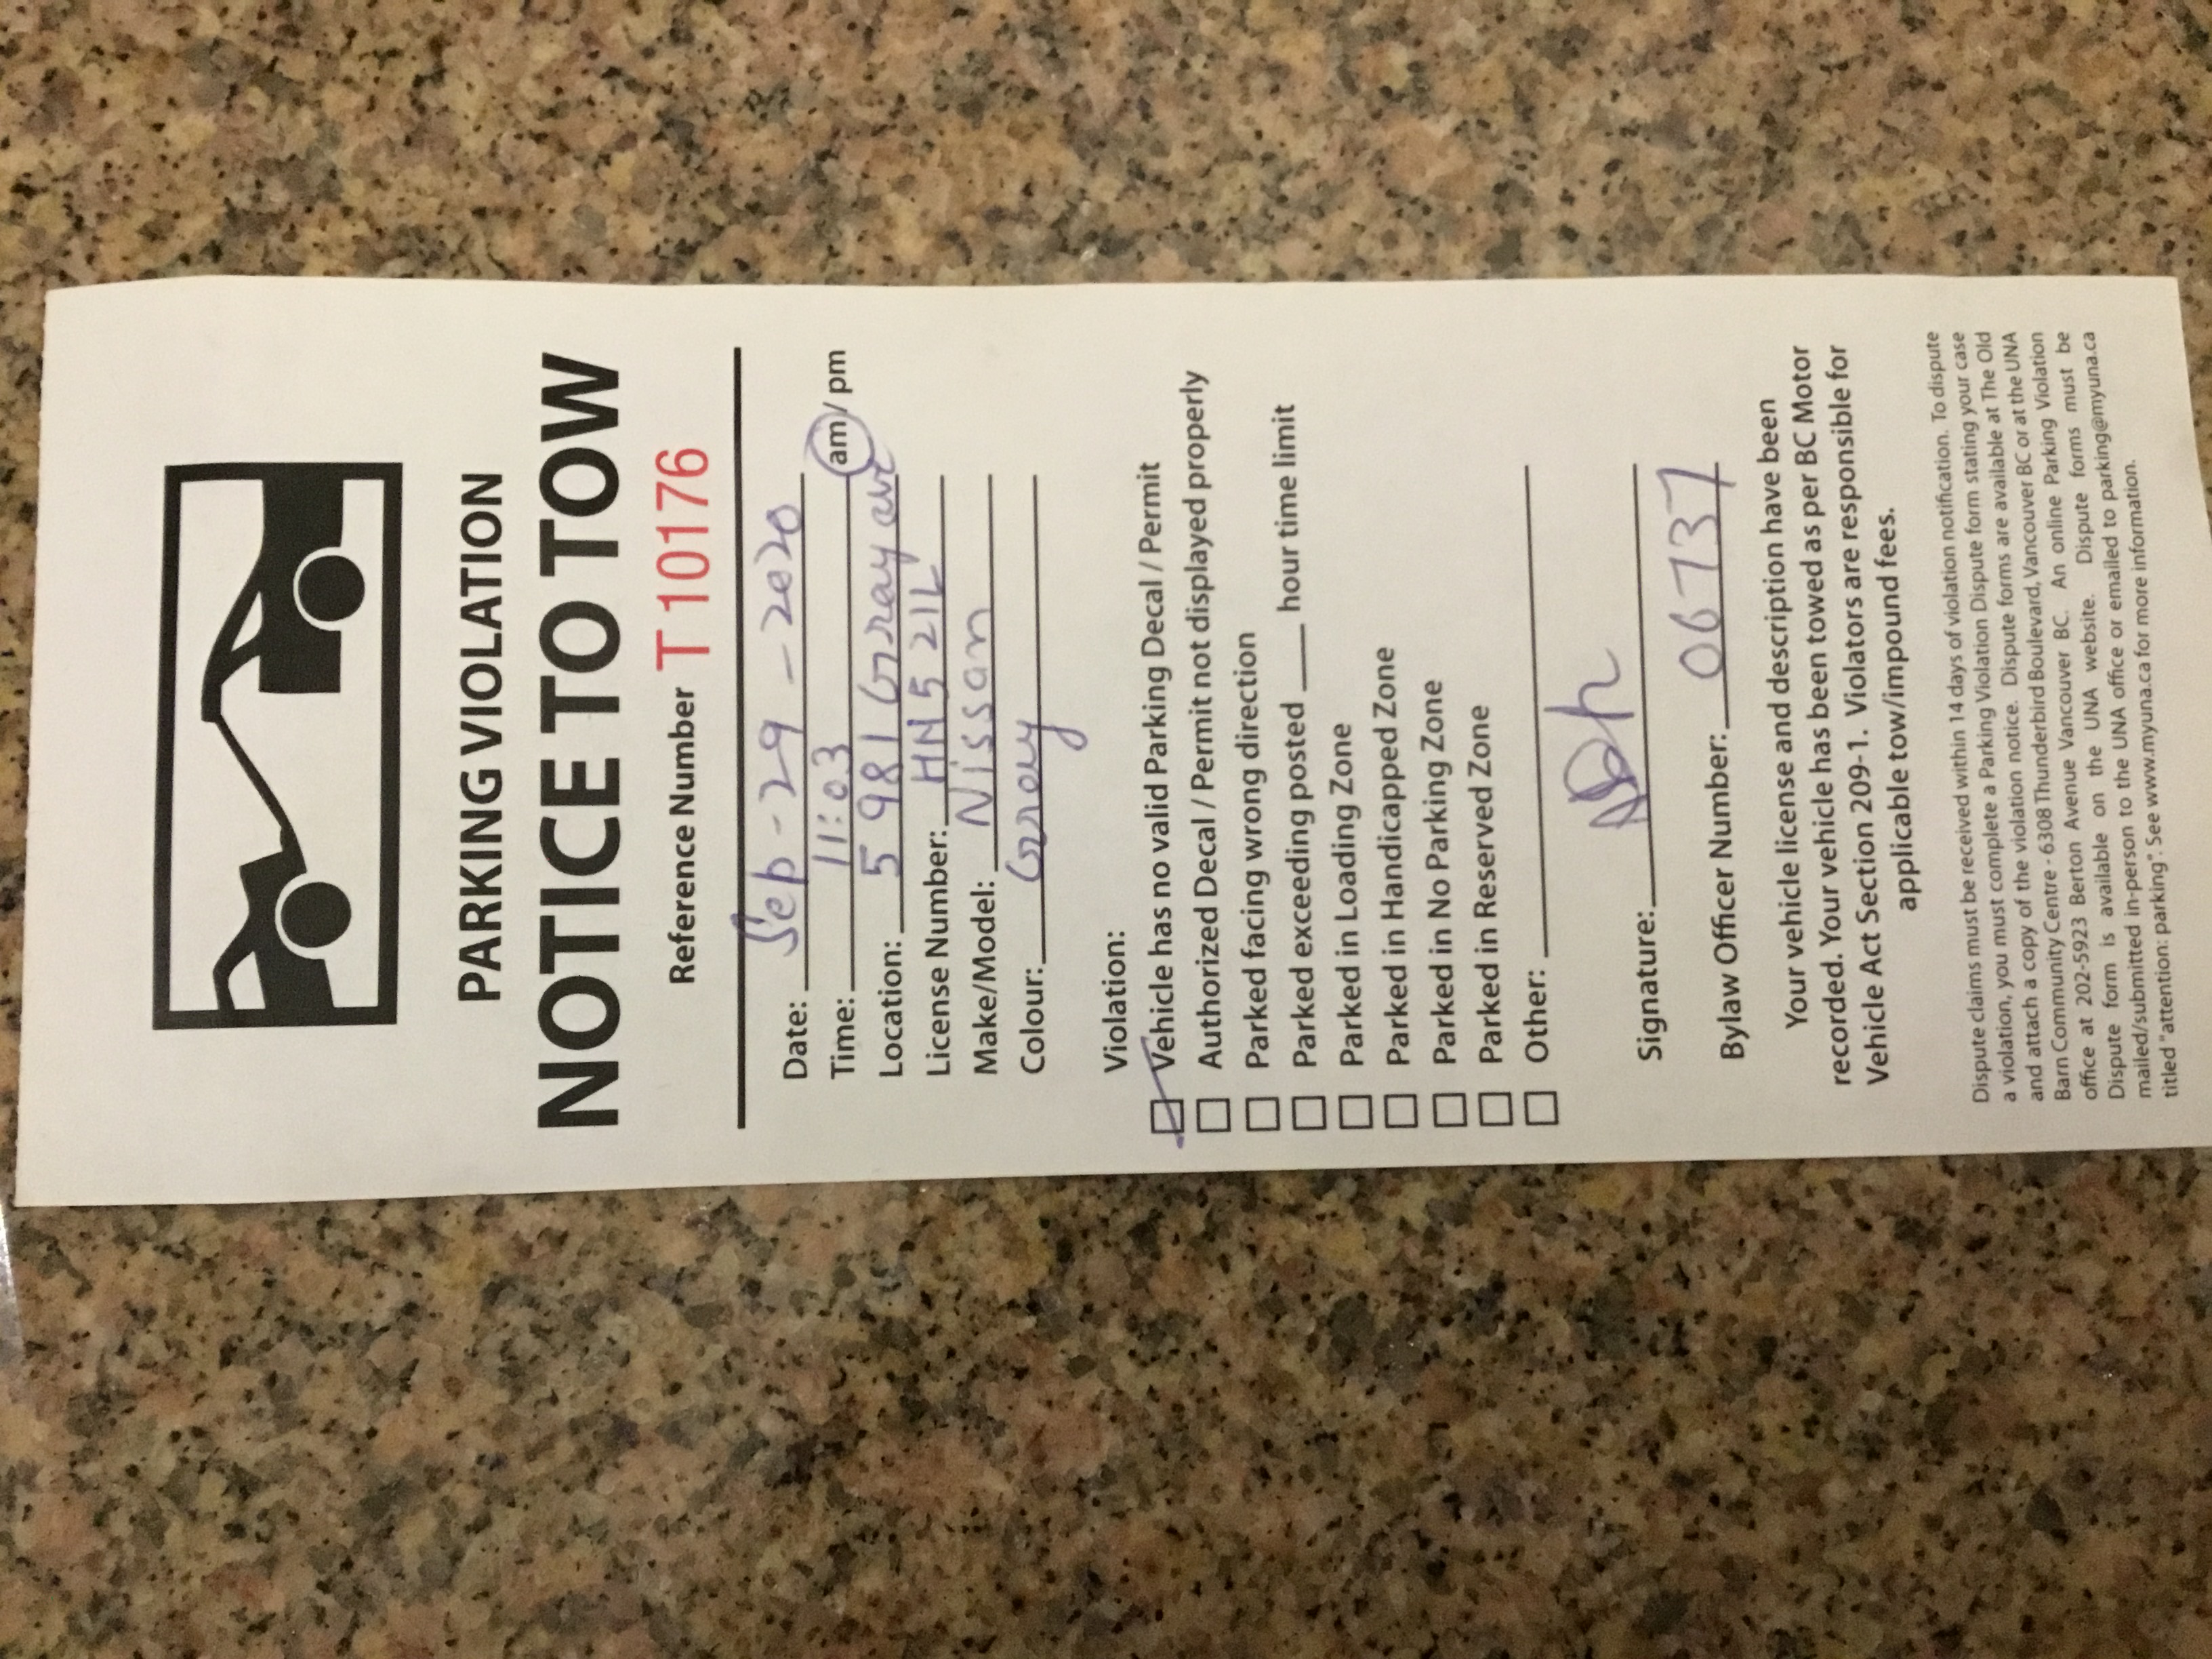 PARKING VIOLATION
NOTICE TO TOW
Reference Number T 10176
Date: Sep - 29 - 2020
Time: 11:03 am / pm
Location: 5981 Gray ave
License Number: HN521L
Make/Model: Nissan
Colour: Grey
Violation:
Vehicle has no valid Parking Decal / Permit
Authorized Decal / Permit not displayed properly
Parked facing wrong direction
Parked exceeding posted ___ hour time limit
Parked in Loading Zone
Parked in Handicapped Zone
Parked in No Parking Zone
Parked in Reserved Zone
Other:
Signature:
Bylaw Officer Number: 06737
Your vehicle license and description have been
recorded. Your vehicle has been towed as per BC Motor
Vehicle Act Section 209-1. Violators are responsible for
applicable tow/impound fees.
Dispute claims must be received within 14 days of violation notification. To dispute
a violation, you must complete a Parking Violation Dispute form stating your case
and attach a copy of the violation notice. Dispute forms are available at The Old
Barn Community Centre - 6308 Thunderbird Boulevard, Vancouver BC or at the UNA
office at 202-5923 Berton Avenue Vancouver BC. An online Parking Violation
Dispute form is available on the UNA website. Dispute forms must be
mailed/submitted in-person to the UNA office or emailed to parking@myuna.ca
titled "attention: parking". See www.myuna.ca for more information.